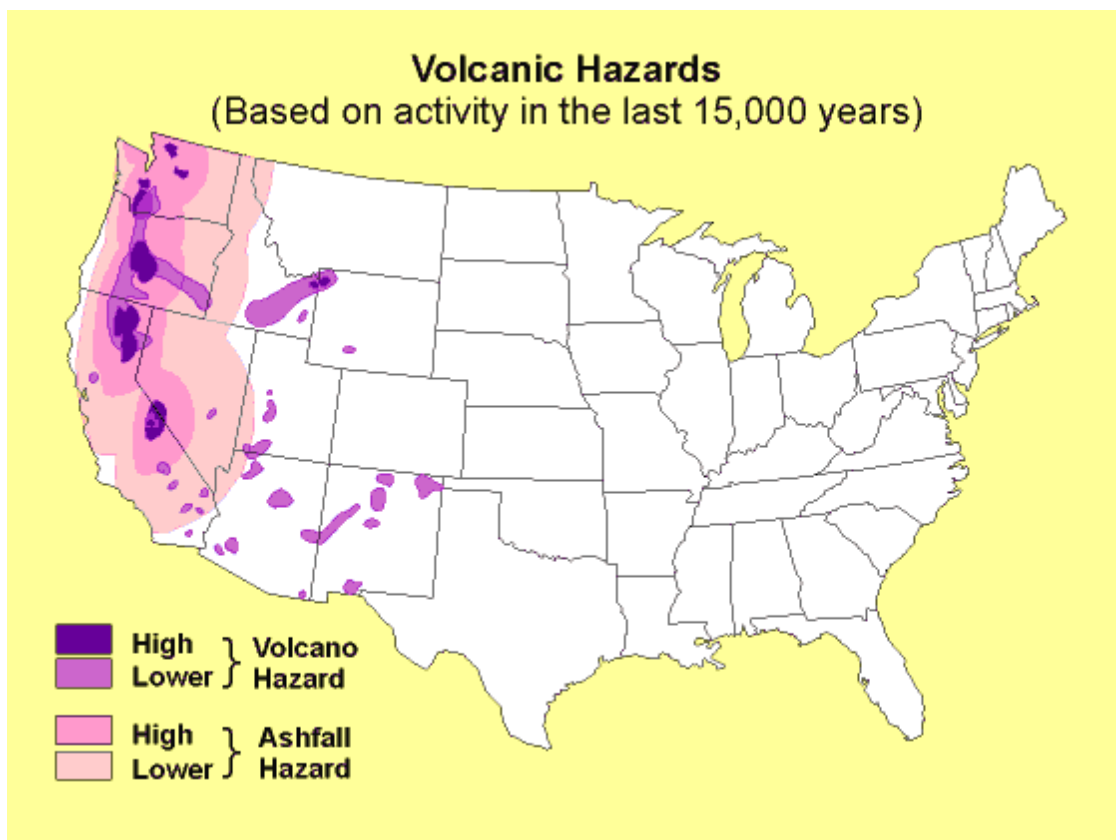 Volcanic Hazards
(Based on activity in the last 15,000 years)
High
Lower
} Volcano
Hazard
High
Lower
} Ashfall
Hazard